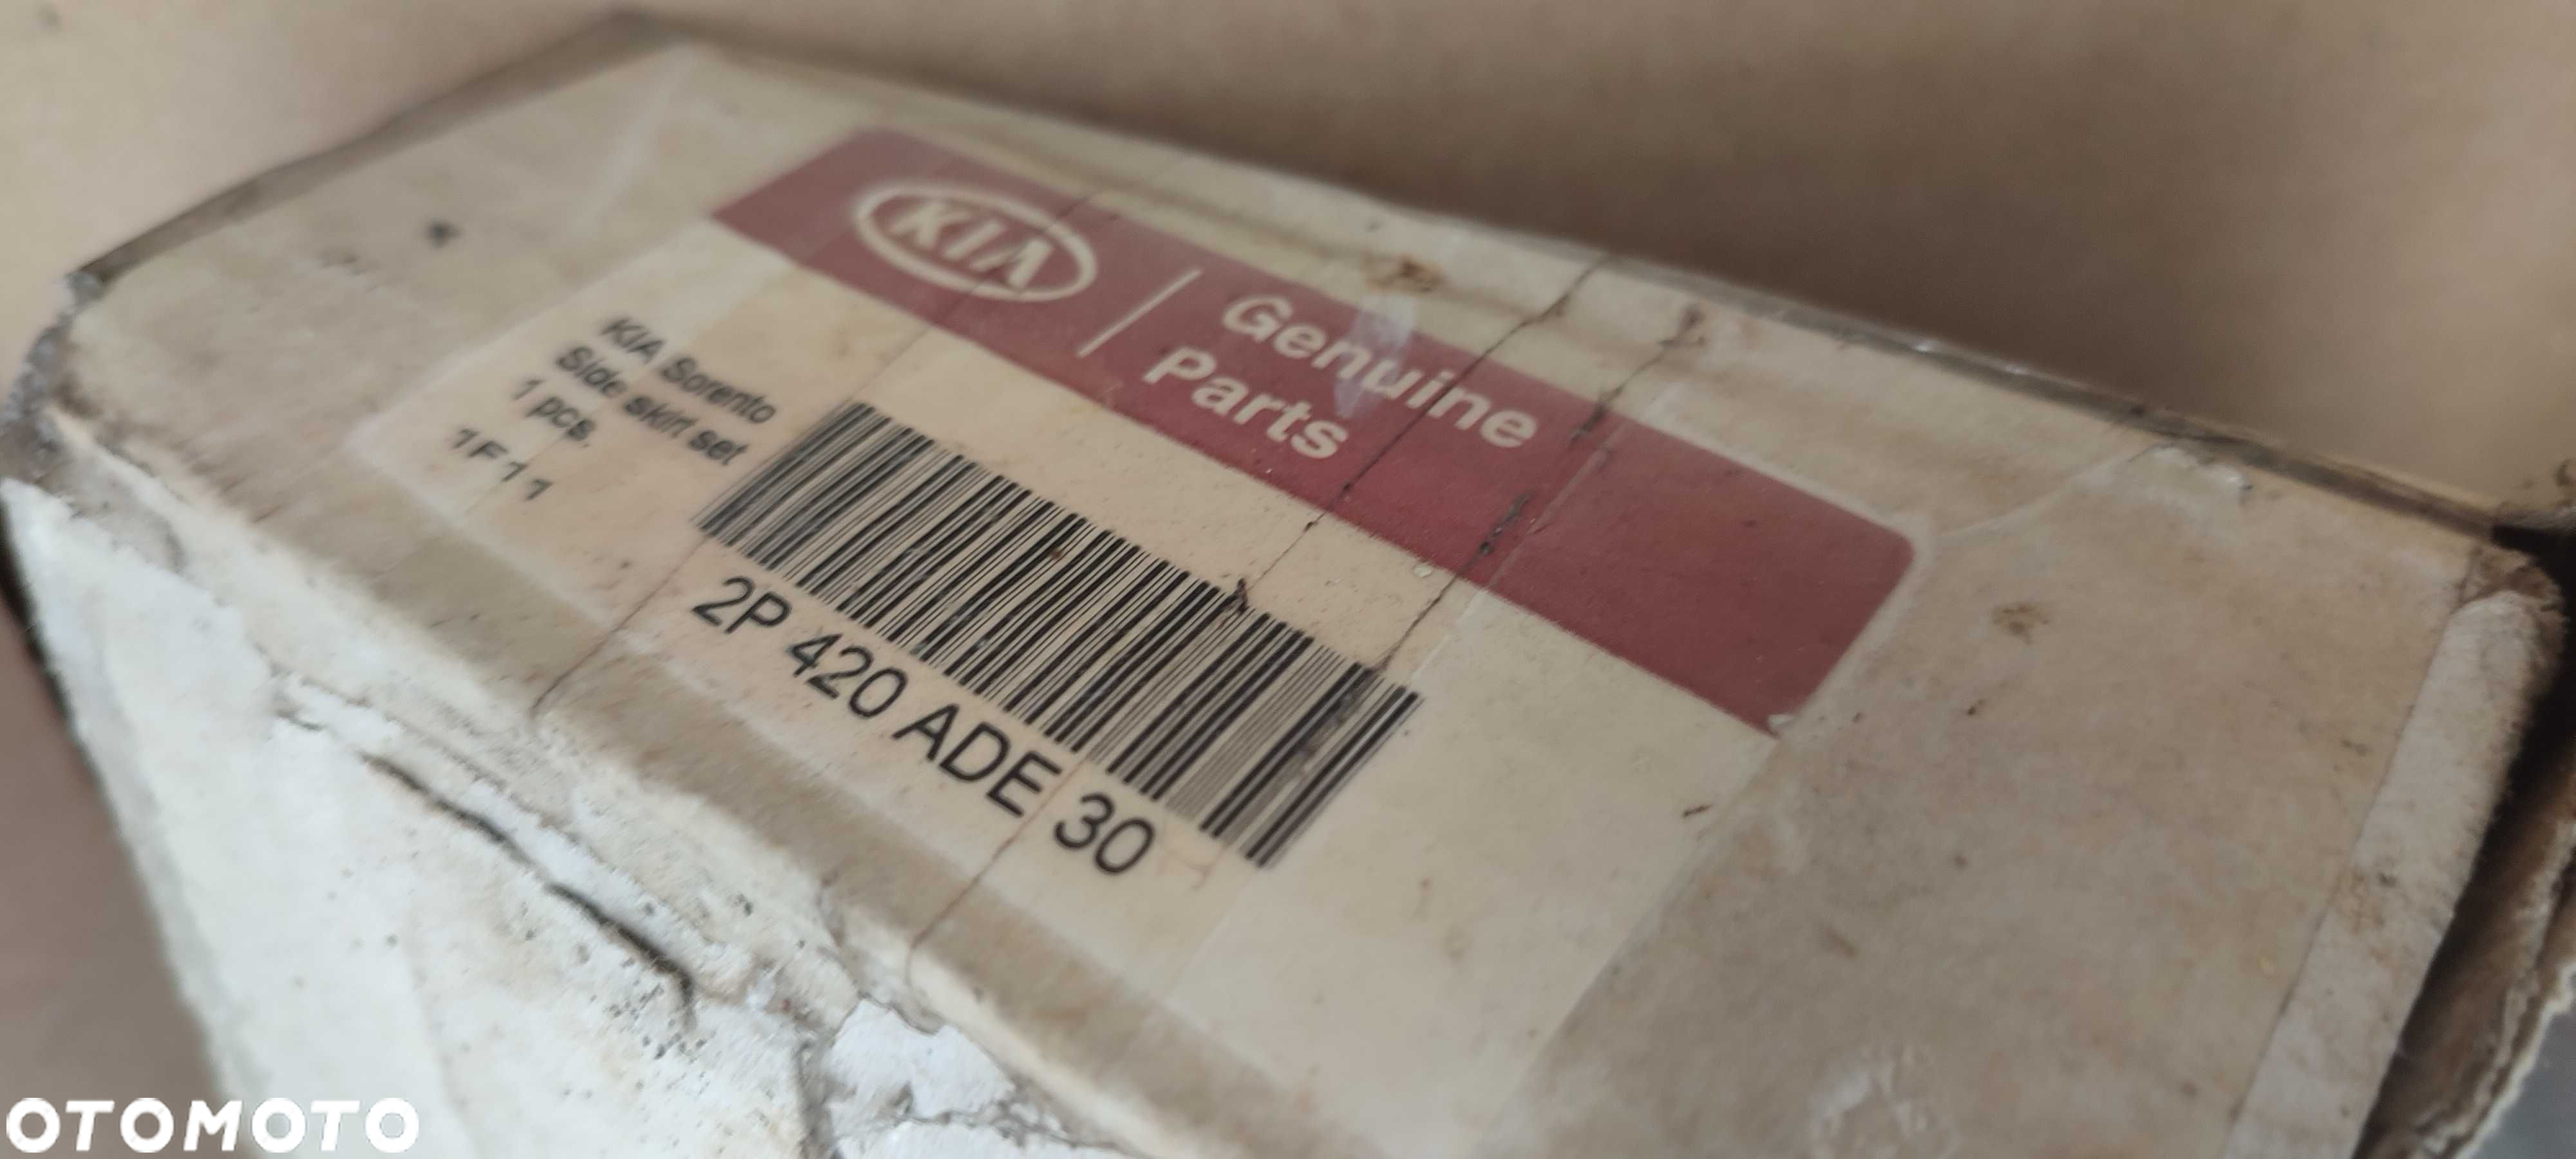 KIA
Genuine
Parts
KIA Sorento
Side skirt set
1 pcs.
1F11
2P 420 ADE 30
OTOMOTO